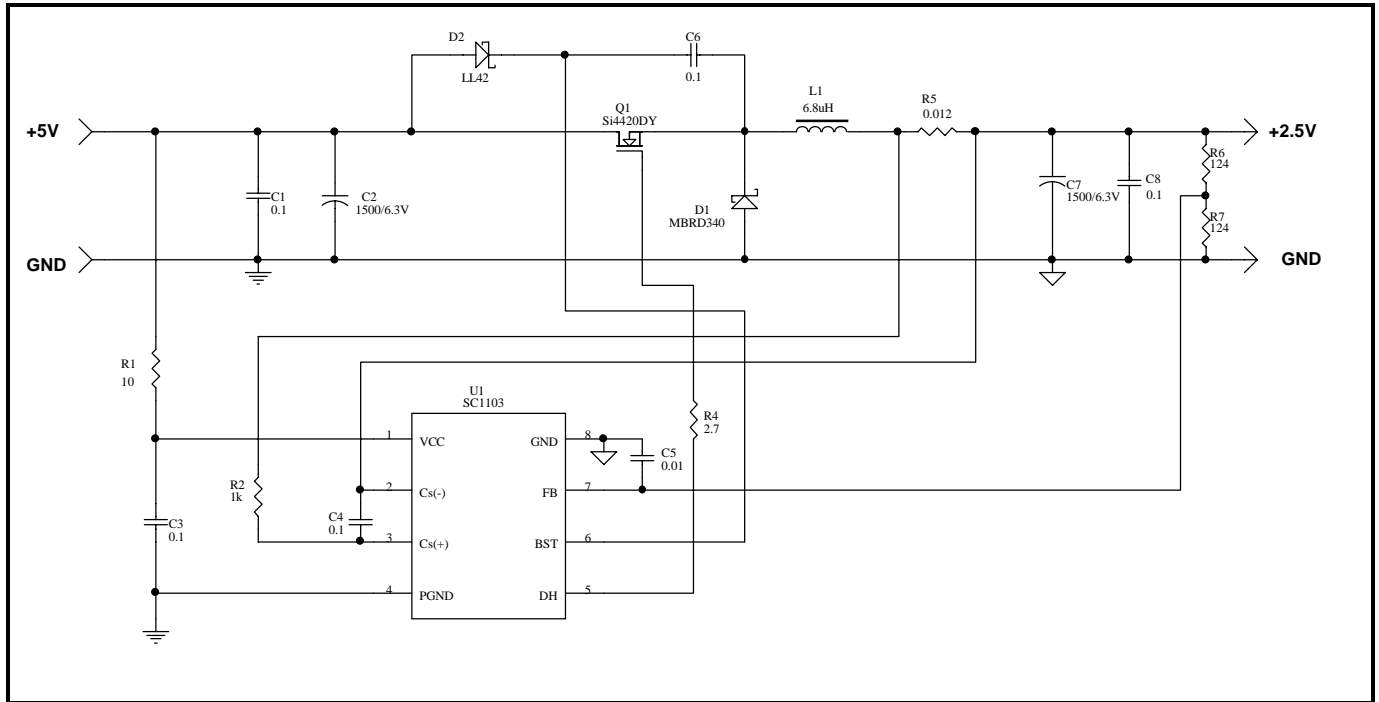 D2
LL42
C6
0.1
Q1
Si4420DY
L1
6.8uH
R5
0.012
+5V
+2.5V
C1
0.1
C2
1500/6.3V
D1
MBRD340
C7
1500/6.3V
C8
0.1
R6
124
R7
124
GND
GND
R1
10
U1
SC1103
R4
2.7
1
VCC
GND
8
C5
0.01
R2
1k
2
Cs(-)
FB
7
C3
0.1
C4
0.1
3
Cs(+)
BST
6
4
PGND
DH
5